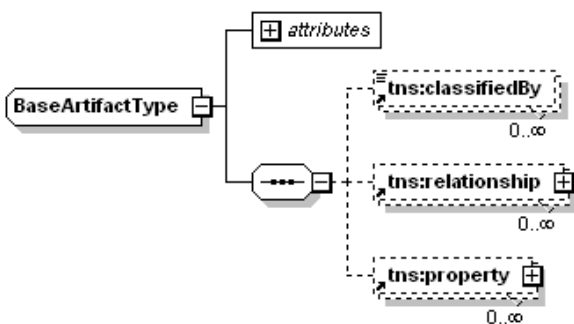 attributes
BaseArtifactType
tns:classifiedBy
0..∞
tns:relationship
0..∞
tns:property
0..∞